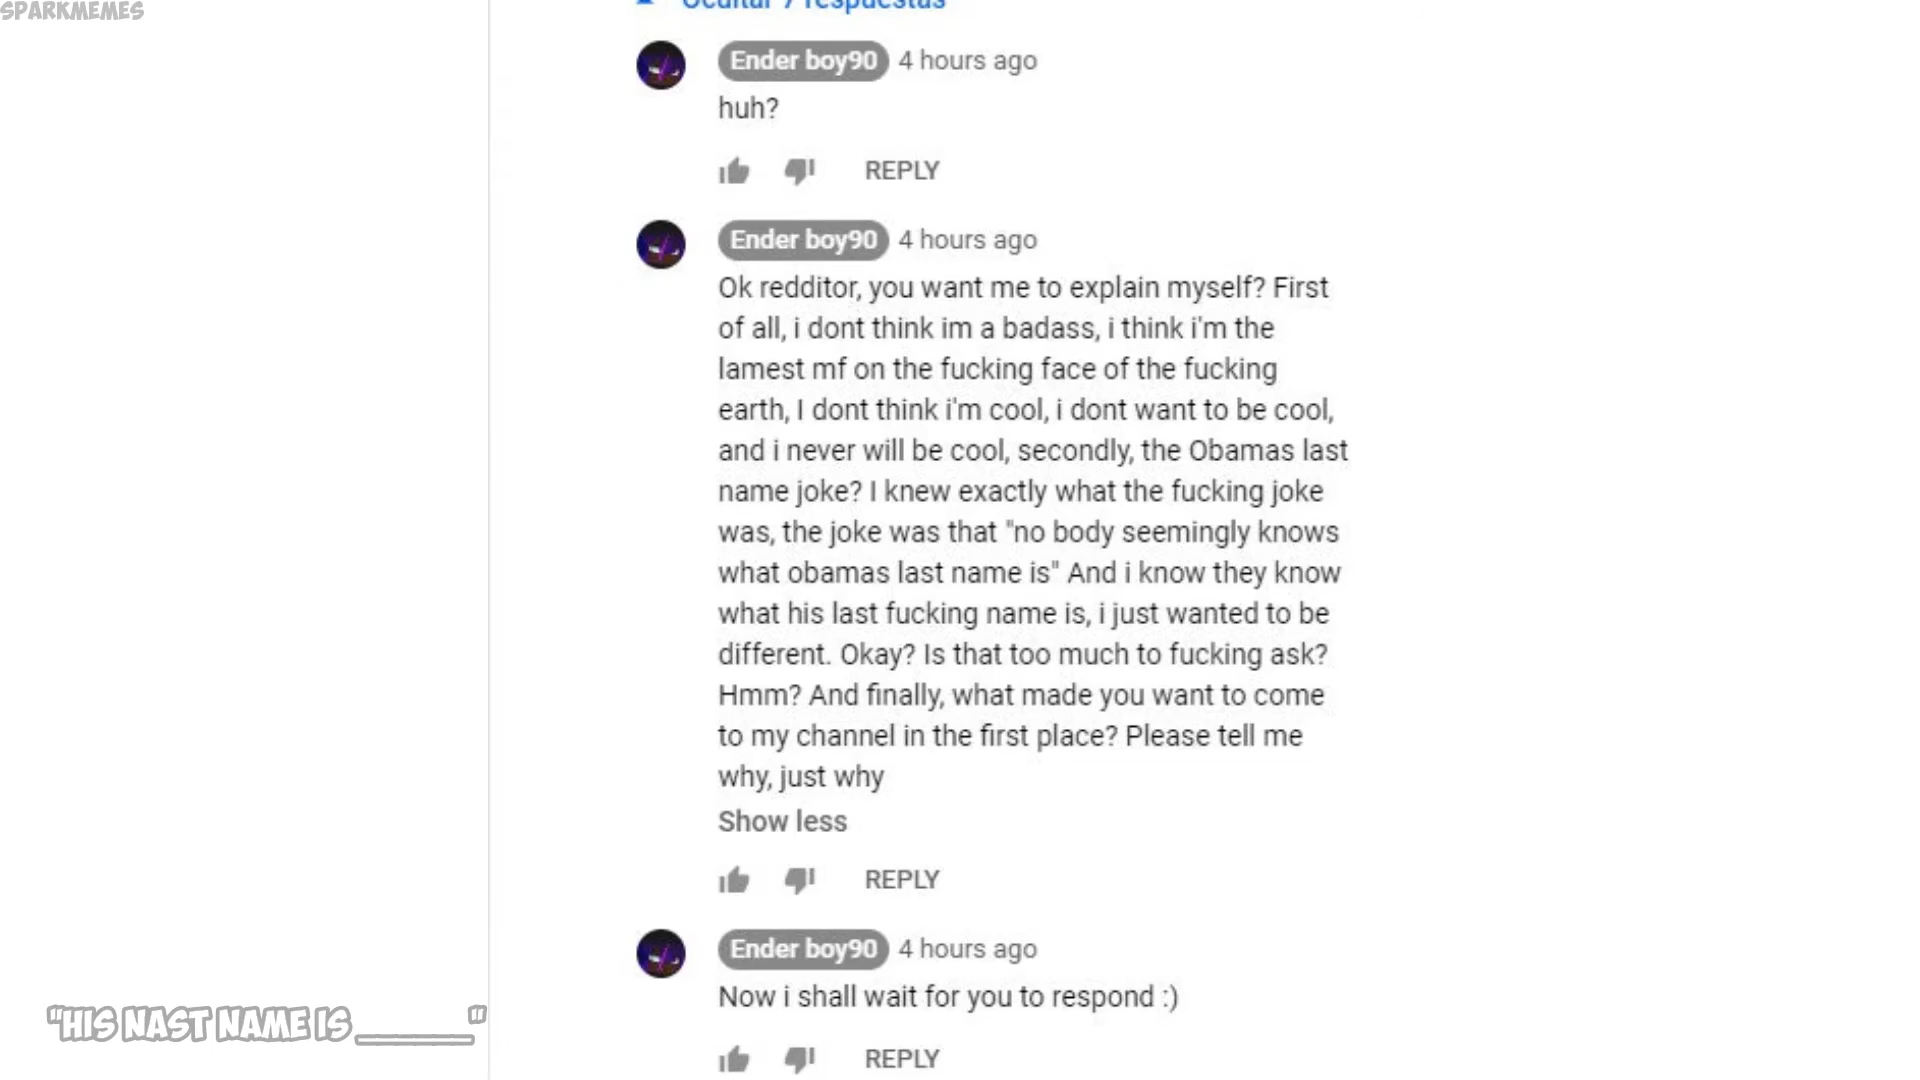 SPARKMEMES
Ocultar 7 respuestas
Ender boy90 4 hours ago
huh?
REPLY
Ender boy90 4 hours ago
Ok redditor, you want me to explain myself? First
of all, i dont think im a badass, i think i'm the
lamest mf on the fucking face of the fucking
earth, I dont think i'm cool, i dont want to be cool,
and i never will be cool, secondly, the Obamas last
name joke? I knew exactly what the fucking joke
was, the joke was that "no body seemingly knows
what obamas last name is" And i know they know
what his last fucking name is, i just wanted to be
different. Okay? Is that too much to fucking ask?
Hmm? And finally, what made you want to come
to my channel in the first place? Please tell me
why, just why
Show less
REPLY
Ender boy90 4 hours ago
Now i shall wait for you to respond :)
"HIS NAST NAME IS ______"
REPLY